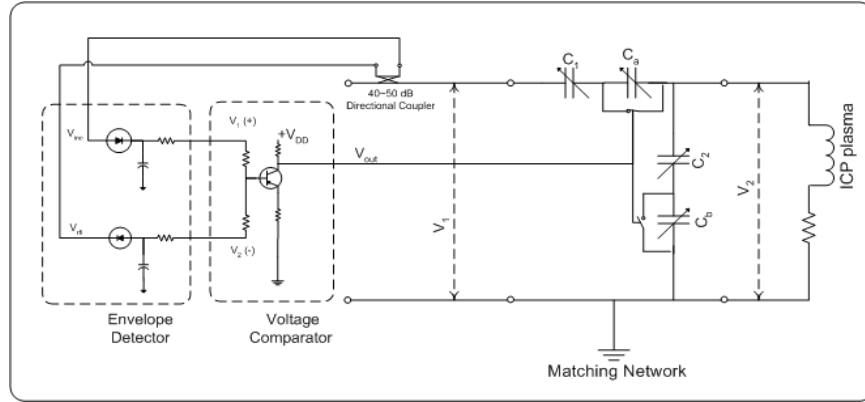 C1
Ca
40~50 dB
Directional Coupler
Vinc
V1 (+)
+VDD
Vout
C2
V1
V2
ICP plasma
Cb
Vrfl
V2 (-)
Envelope
Detector
Voltage
Comparator
Matching Network